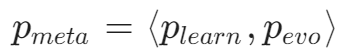 p_{meta} = ⟨p_{learn}, p_{evo}⟩